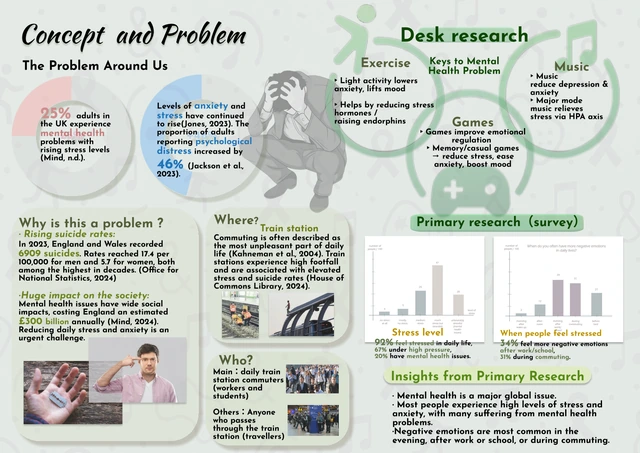 Concept and Problem
The Problem Around Us
25% adults in
the UK experience
mental health
problems with
rising stress levels
(Mind, n.d.).
Levels of anxiety and
stress have continued
to rise(Jones, 2023). The
proportion of adults
reporting psychological
distress increased by
46% (Jackson et al.,
2023).
Desk research
Exercise
· Light activity lowers
anxiety, lifts mood
· Helps by reducing stress
hormones /
raising endorphins
Keys to Mental
Health Problem
Music
· Music
reduce depression &
anxiety
· Major mode
music relieves
stress via HPA axis
Games
· Games improve emotional
regulation
· Memory/casual games
→ reduce stress, ease
anxiety, boost mood
Why is this a problem ?
· Rising suicide rates:
In 2023, England and Wales recorded
6909 suicides. Rates reached 17.4 per
100,000 for men and 5.7 for women, both
among the highest in decades. (Office for
National Statistics, 2024)
·Huge impact on the society:
Mental health issues have wide social
impacts, costing England an estimated
£300 billion annually (Mind, 2024).
Reducing daily stress and anxiety is an
urgent challenge.
Where?
Train station
Commuting is often described as
the most unpleasant part of daily
life (Kahneman et al., 2004). Train
stations experience high footfall
and are associated with elevated
stress and suicide rates (House of
Commons Library, 2024).
Who?
Main : daily train
station commuters
(workers and
students)
Others : Anyone
who passes
through the train
station (travellers)
Primary research (survey)
Stress level
92% feel stressed in daily life,
67% under high pressure,
20% have mental health issues.
When people feel stressed
34% feel more negative emotions
after work/school,
31% during commuting.
Insights from Primary Research
· Mental health is a major global issue.
· Most people experience high levels of stress and
anxiety, with many suffering from mental health
problems.
·Negative emotions are most common in the
evening, after work or school, or during commuting.